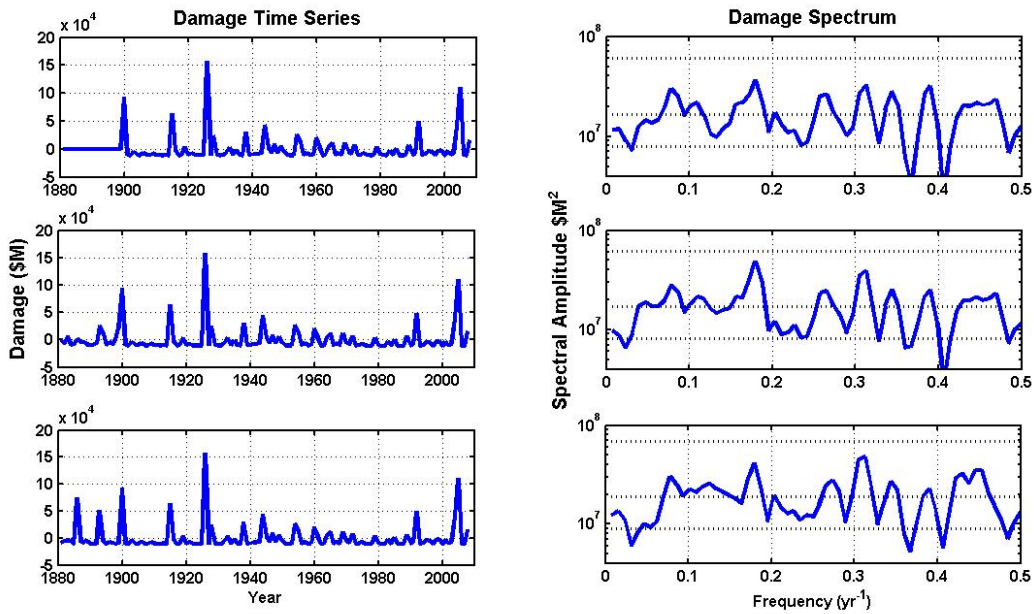 Damage Time Series
x 10^4
20
15
10
5
0
-5
1880 1900 1920 1940 1960 1980 2000
x 10^4
20
15
10
5
0
-5
1880 1900 1920 1940 1960 1980 2000
x 10^4
20
15
10
5
0
-5
1880 1900 1920 1940 1960 1980 2000
Year
Damage ($M)
Damage Spectrum
10^8
10^7
0 0.1 0.2 0.3 0.4 0.5
10^8
10^7
0 0.1 0.2 0.3 0.4 0.5
10^8
10^7
0 0.1 0.2 0.3 0.4 0.5
Frequency (yr^-1)
Spectral Amplitude $M^2